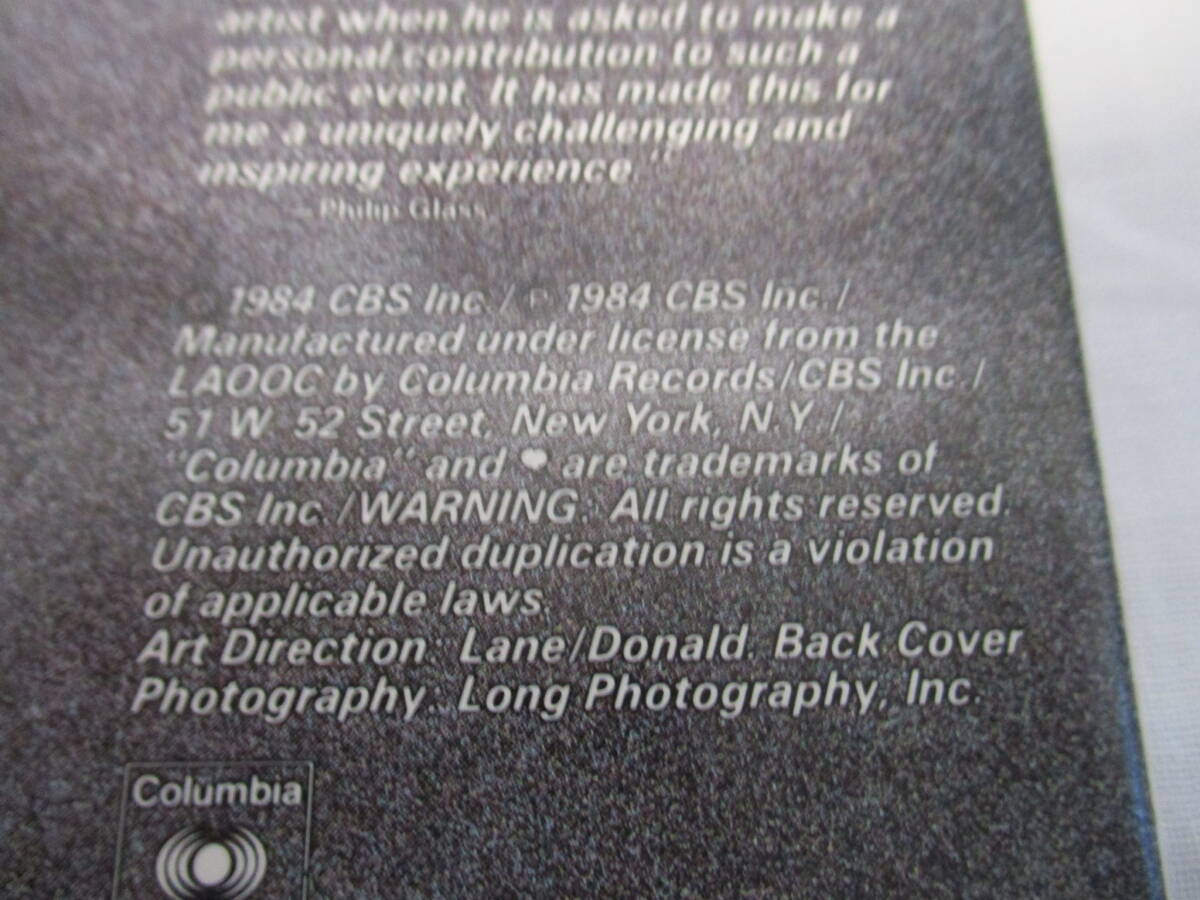 artist when he is asked to make a
personal contribution to such a
public event. It has made this for
me a uniquely challenging and
inspiring experience."
— Philip Glass
© 1984 CBS Inc./ ℗ 1984 CBS Inc./
Manufactured under license from the
LAOOC by Columbia Records/CBS Inc./
51 W. 52 Street, New York, N.Y./
"Columbia" and ❤ are trademarks of
CBS Inc./WARNING: All rights reserved.
Unauthorized duplication is a violation
of applicable laws.
Art Direction: Lane/Donald. Back Cover
Photography: Long Photography, Inc.
Columbia